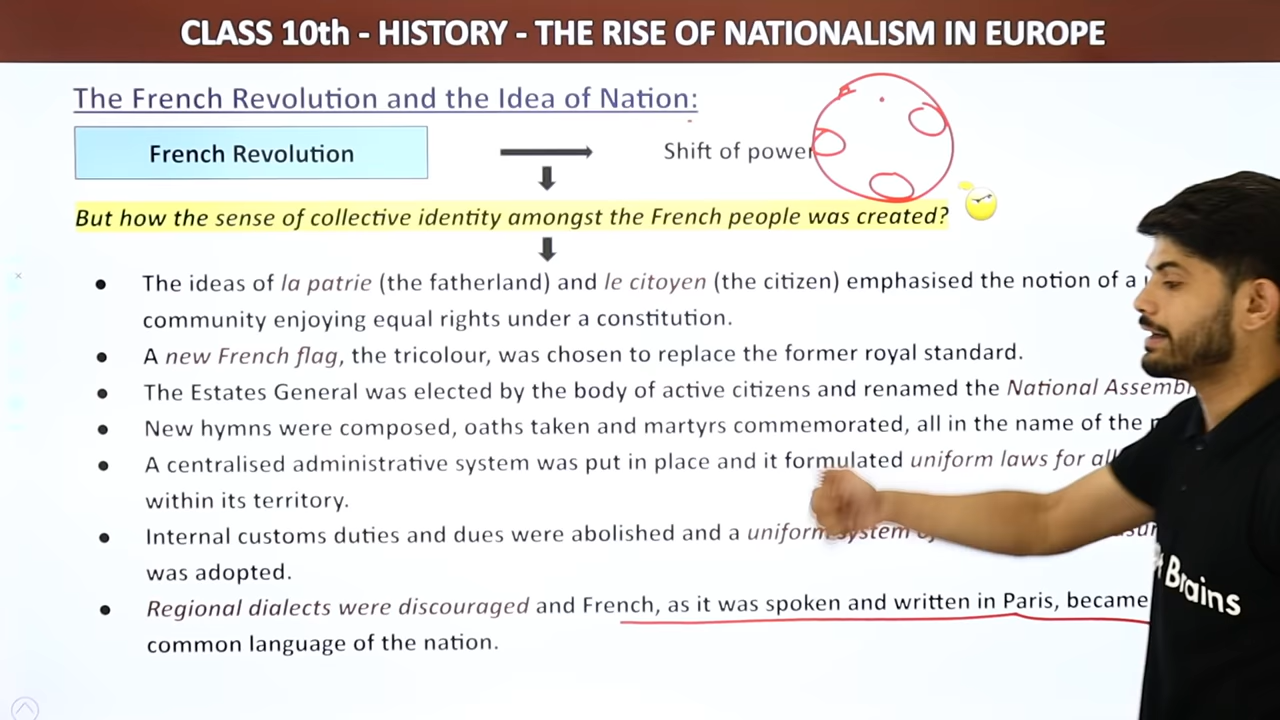 CLASS 10th - HISTORY - THE RISE OF NATIONALISM IN EUROPE
The French Revolution and the Idea of Nation:
French Revolution
Shift of power
But how the sense of collective identity amongst the French people was created?
• The ideas of la patrie (the fatherland) and le citoyen (the citizen) emphasised the notion of a
community enjoying equal rights under a constitution.
• A new French flag, the tricolour, was chosen to replace the former royal standard.
• The Estates General was elected by the body of active citizens and renamed the National
• New hymns were composed, oaths taken and martyrs commemorated, all in the name of the
• A centralised administrative system was put in place and it formulated uniform laws for all
within its territory.
• Internal customs duties and dues were abolished and a uniform system
was adopted.
• Regional dialects were discouraged and French, as it was spoken and written in Paris, became
common language of the nation.
Brains